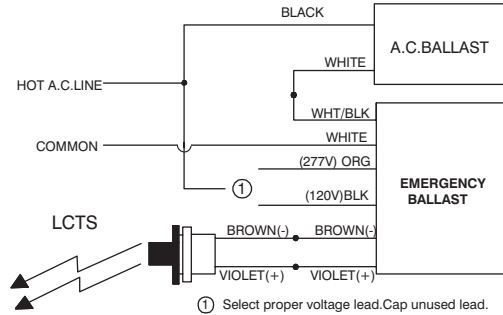 BLACK
A.C.BALLAST
WHITE
HOT A.C.LINE
WHT/BLK
WHITE
COMMON
(277V) ORG
1
EMERGENCY
BALLAST
(120V)BLK
LCTS
BROWN(-) BROWN(-)
VIOLET(+) VIOLET(+)
1 Select proper voltage lead.Cap unused lead.